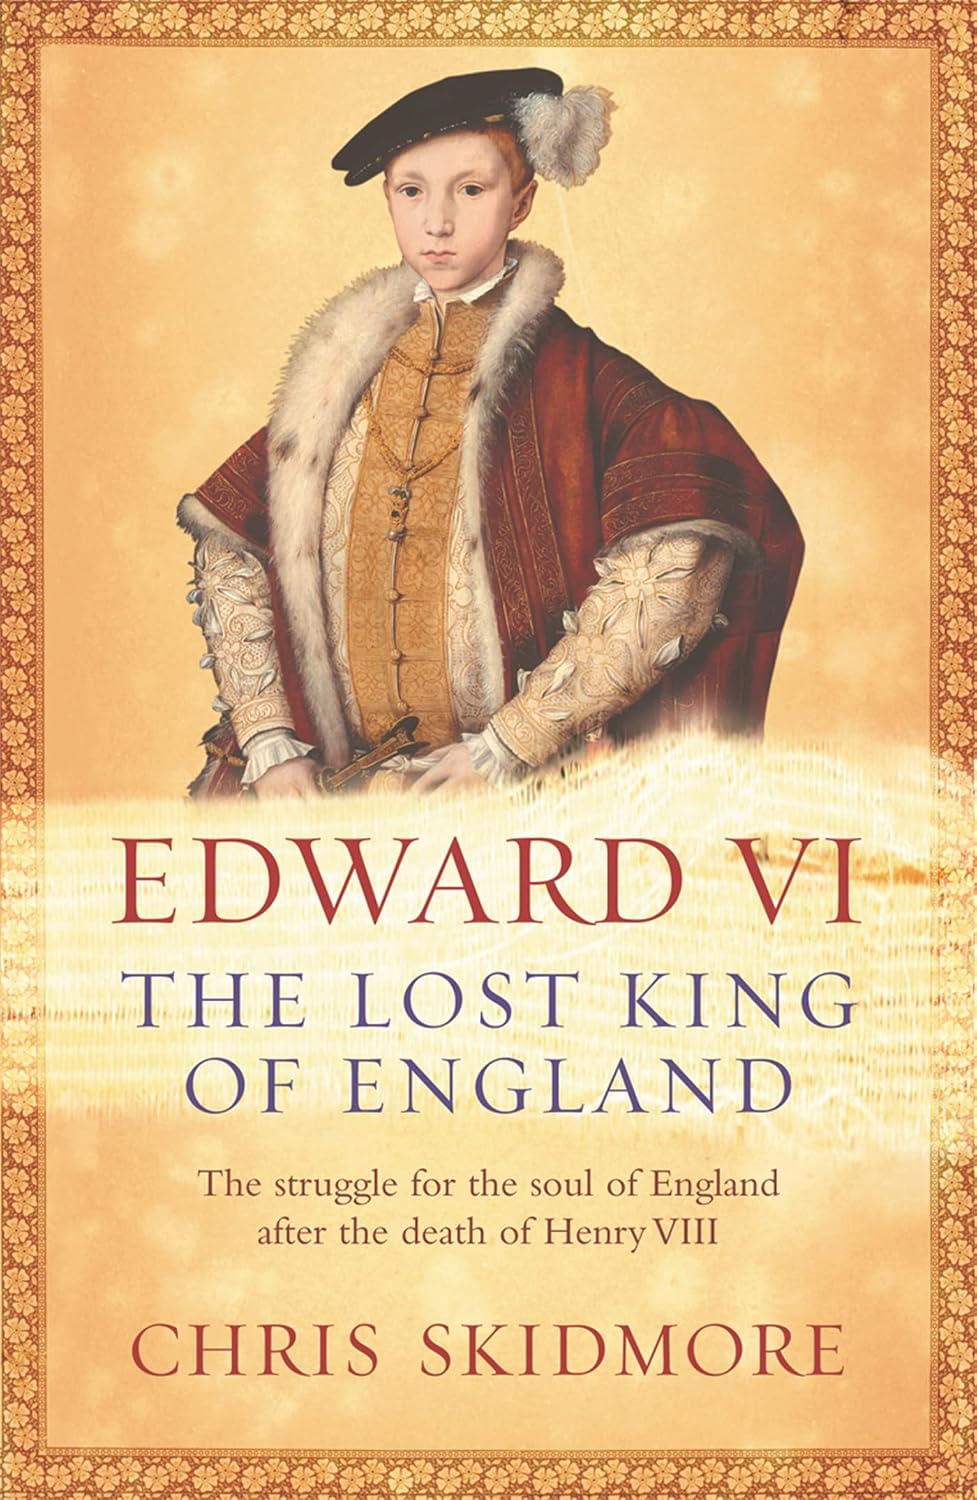 EDWARD VI
THE LOST KING
OF ENGLAND
The struggle for the soul of England
after the death of Henry VIII
CHRIS SKIDMORE